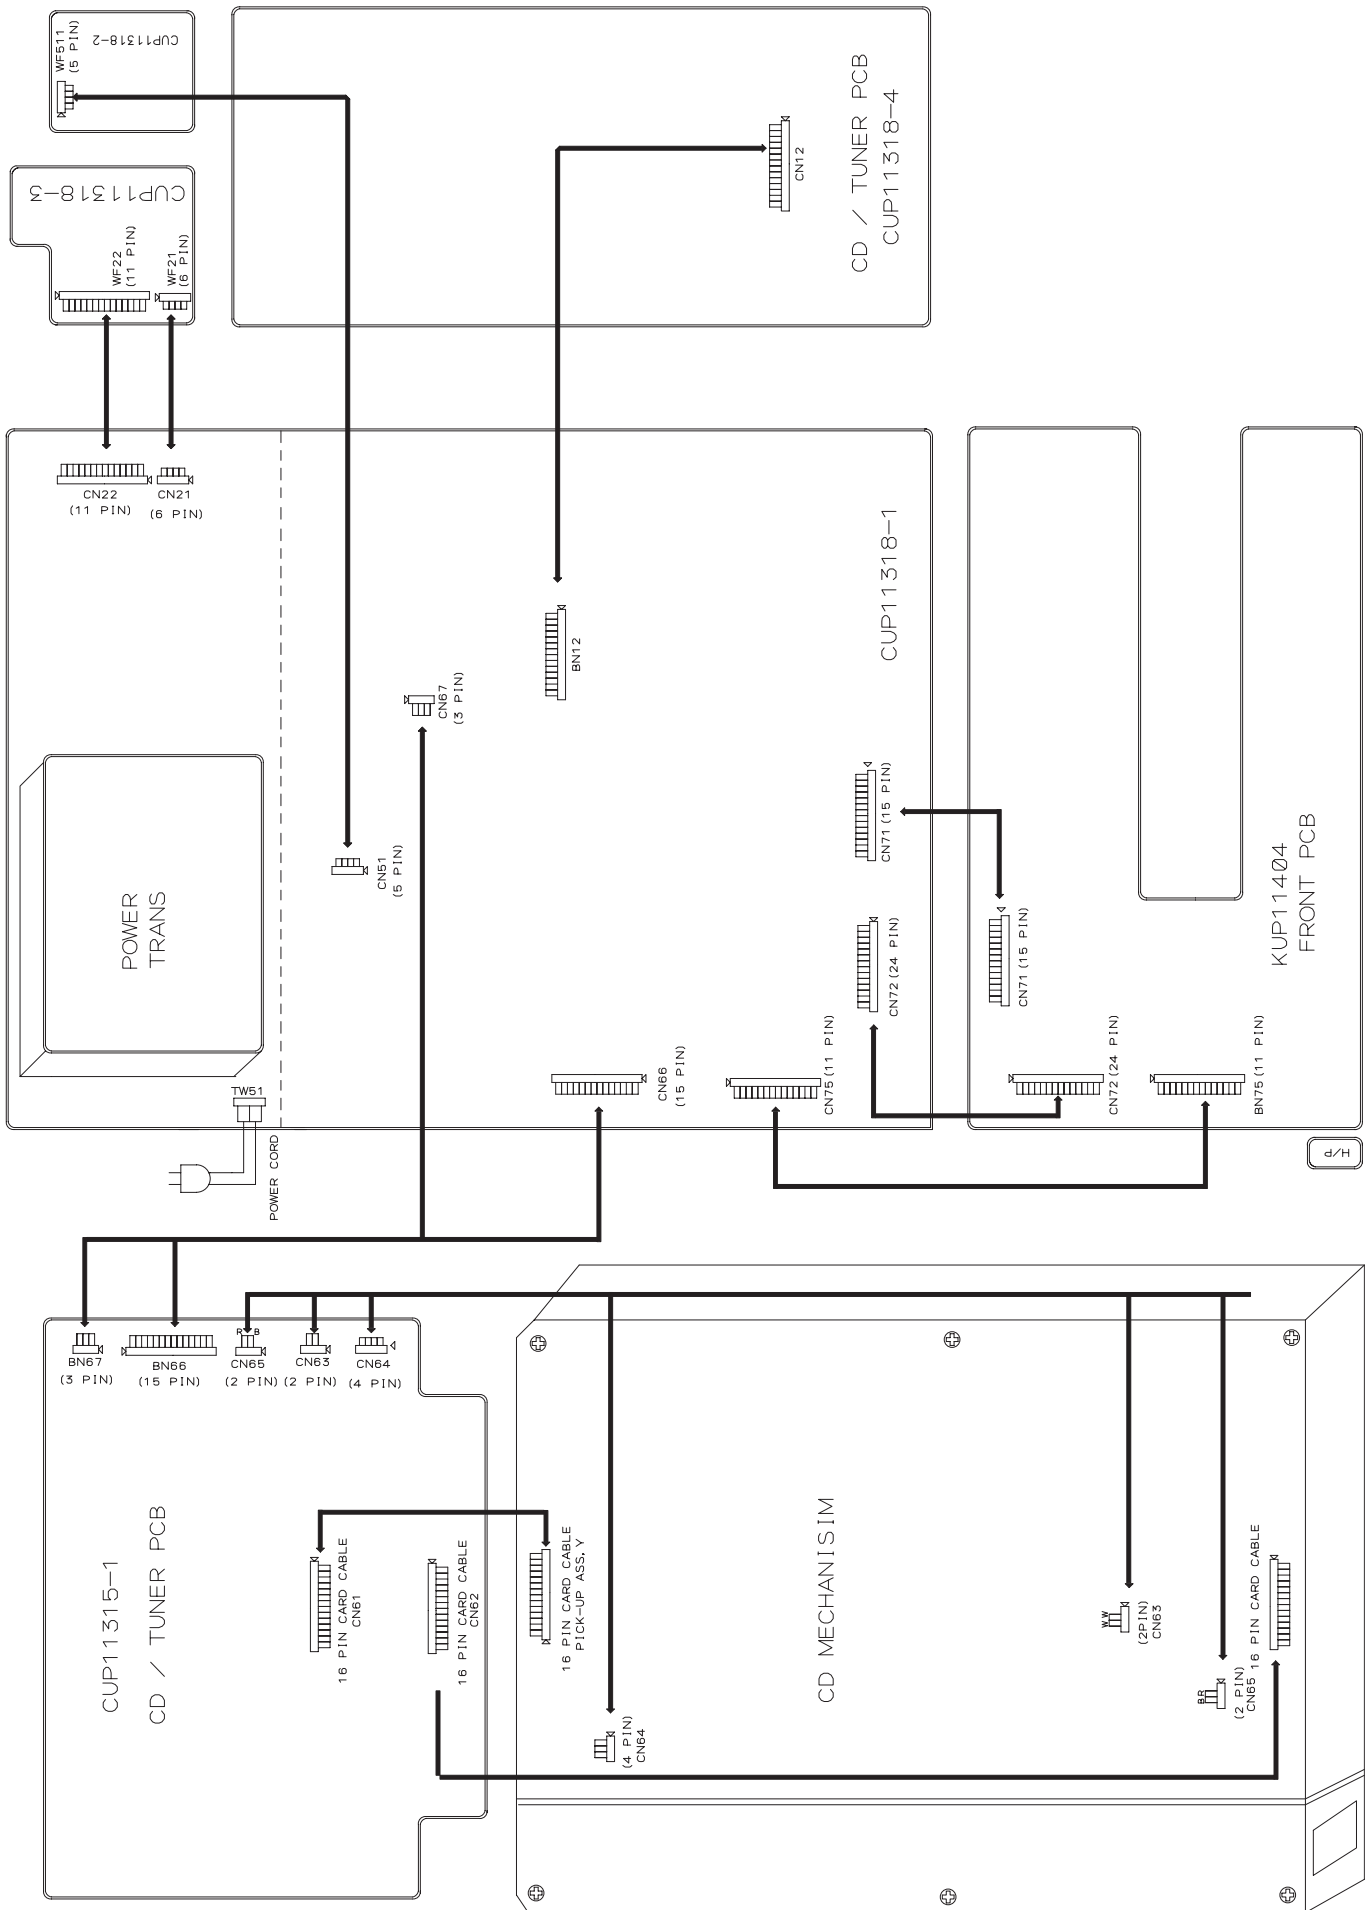 WF511
(5 PIN)
CUP11318-2
CUP11318-3
WF22
(11 PIN)
WF21
(6 PIN)
CN12
CD / TUNER PCB
CUP11318-4
CN22
(11 PIN)
CN21
(6 PIN)
CN67
(3 PIN)
BN12
CUP11318-1
POWER
TRANS
CN51
(5 PIN)
CN71 (15 PIN)
CN72 (24 PIN)
CN66
(15 PIN)
CN75 (11 PIN)
TW51
POWER CORD
CN71 (15 PIN)
CN72 (24 PIN)
BN75 (11 PIN)
KUP11404
FRONT PCB
H/P
BN67
(3 PIN)
BN66
(15 PIN)
R B
CN65
(2 PIN)
CN63
(2 PIN)
CN64
(4 PIN)
CUP11315-1
CD / TUNER PCB
16 PIN CARD CABLE
CN61
16 PIN CARD CABLE
CN62
16 PIN CARD CABLE
PICK-UP ASS,Y
CD MECHANISIM
(4 PIN)
CN64
WW
(2PIN)
CN63
BR
(2 PIN)
CN65
16 PIN CARD CABLE